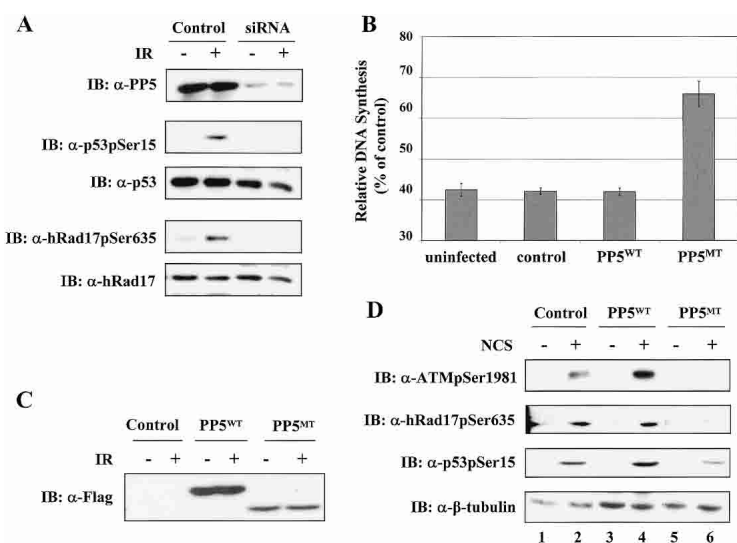 A
Control siRNA
IR - + - +
IB: α-PP5
IB: α-p53pSer15
IB: α-p53
IB: α-hRad17pSer635
IB: α-hRad17
B
Relative DNA Synthesis
(% of control)
80
70
60
50
40
30
uninfected control PP5WT PP5MT
C
Control PP5WT PP5MT
IR - + - + - +
IB: α-Flag
D
Control PP5WT PP5MT
NCS - + - + - +
IB: α-ATMpSer1981
IB: α-hRad17pSer635
IB: α-p53pSer15
IB: α-β-tubulin
1 2 3 4 5 6